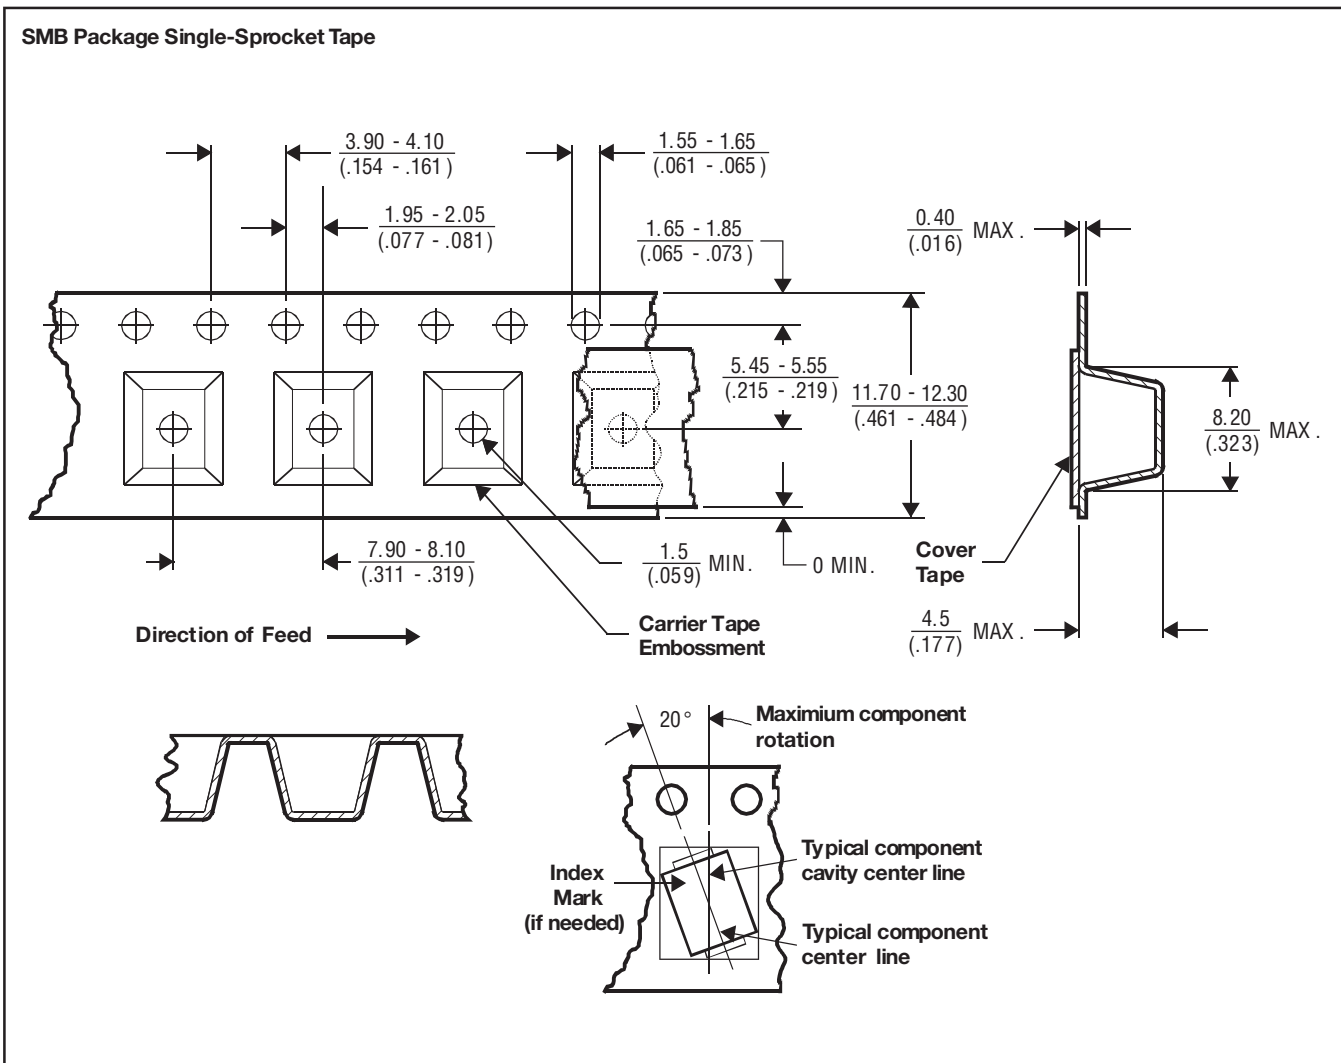 SMB Package Single-Sprocket Tape
3.90 - 4.10
(.154 - .161)
1.55 - 1.65
(.061 - .065)
1.95 - 2.05
(.077 - .081)
1.65 - 1.85
(.065 - .073)
0.40
(.016)
MAX.
5.45 - 5.55
(.215 - .219)
11.70 - 12.30
(.461 - .484)
8.20
(.323)
MAX.
7.90 - 8.10
(.311 - .319)
1.5
(.059)
MIN.
0 MIN.
Cover
Tape
4.5
(.177)
MAX.
Direction of Feed
Carrier Tape
Embossment
20°
Maximium component
rotation
Typical component
cavity center line
Index
Mark
(if needed)
Typical component
center line